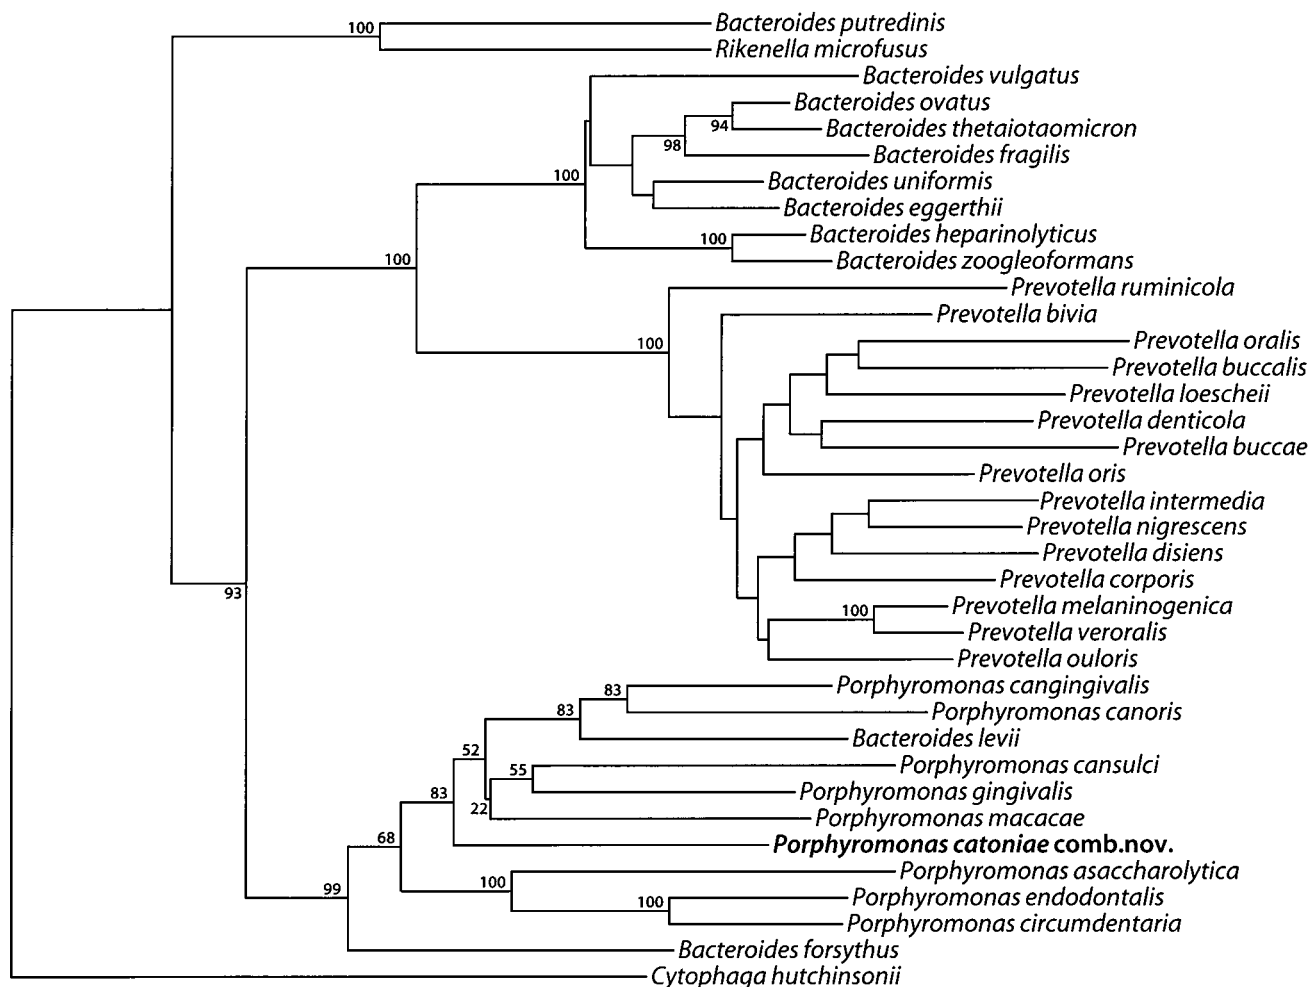 100
Bacteroides putredinis
Rikenella microfusus
Bacteroides vulgatus
Bacteroides ovatus
94
Bacteroides thetaiotaomicron
98
Bacteroides fragilis
100
Bacteroides uniformis
Bacteroides eggerthii
100
Bacteroides heparinolyticus
100
Bacteroides zoogleoformans
Prevotella ruminicola
Prevotella bivia
100
Prevotella oralis
Prevotella buccalis
Prevotella loescheii
Prevotella denticola
Prevotella buccae
Prevotella oris
Prevotella intermedia
Prevotella nigrescens
Prevotella disiens
Prevotella corporis
93
100
Prevotella melaninogenica
Prevotella veroralis
Prevotella ouloris
83
Porphyromonas cangingivalis
83
Porphyromonas canoris
Bacteroides levii
52
55
Porphyromonas cansulci
83
Porphyromonas gingivalis
22
Porphyromonas macacae
68
Porphyromonas catoniae comb.nov.
Porphyromonas asaccharolytica
99
100
Porphyromonas endodontalis
100
Porphyromonas circumdentaria
Bacteroides forsythus
Cytophaga hutchinsonii